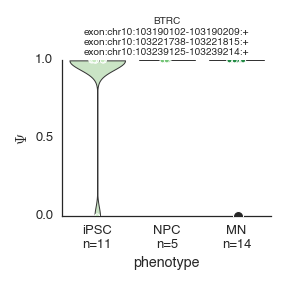 BTRC
exon:chr10:103190102-103190209:+
exon:chr10:103221738-103221815:+
exon:chr10:103239125-103239214:+
1.0
0.5
0.0
Ψ
iPSC NPC MN
n=11 n=5 n=14
phenotype